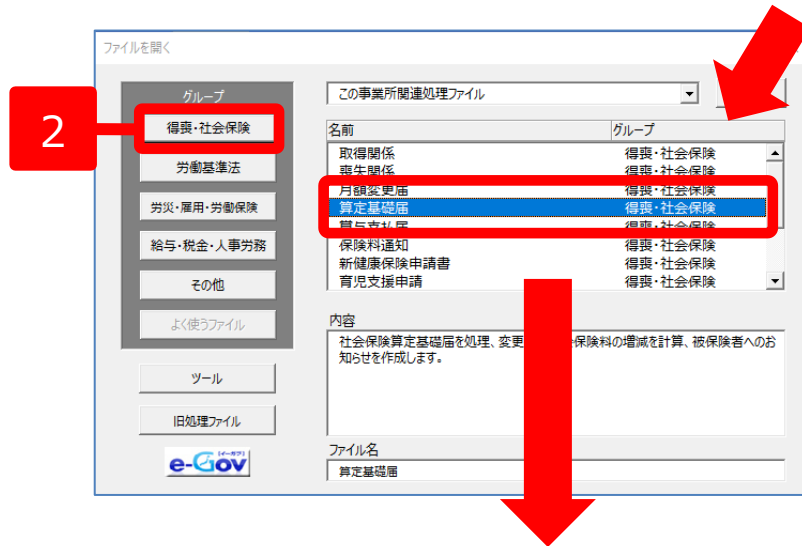 ファイルを開く
グループ
2
得喪・社会保険
労働基準法
労災・雇用・労働保険
給与・税金・人事労務
その他
よく使うファイル
ツール
旧処理ファイル
e-Gov
この事業所関連処理ファイル
名前 グループ
取得関係 得喪・社会保険
喪失関係 得喪・社会保険
月額変更届 得喪・社会保険
算定基礎届 得喪・社会保険
賞与支払届 得喪・社会保険
保険料通知 得喪・社会保険
新健康保険申請書 得喪・社会保険
育児支援申請 得喪・社会保険
内容
社会保険算定基礎届を処理、変更 保険料の増減を計算、被保険者へのお
知らせを作成します。
ファイル名
算定基礎届